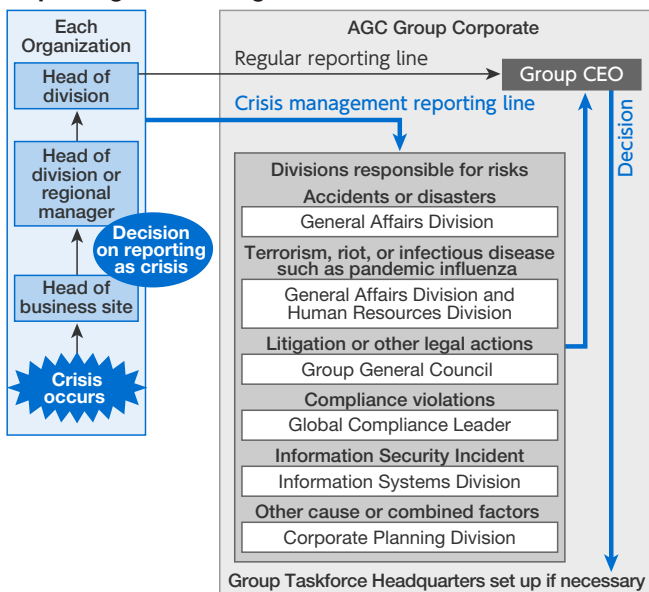 Each
Organization
Head of
division
Head of
division or
regional
manager
Decision
on reporting
as crisis
Head of
business site
Crisis
occurs
AGC Group Corporate
Regular reporting line
Group CEO
Crisis management reporting line
Decision
Divisions responsible for risks
Accidents or disasters
General Affairs Division
Terrorism, riot, or infectious disease
such as pandemic influenza
General Affairs Division and
Human Resources Division
Litigation or other legal actions
Group General Council
Compliance violations
Global Compliance Leader
Information Security Incident
Information Systems Division
Other cause or combined factors
Corporate Planning Division
Group Taskforce Headquarters set up if necessary